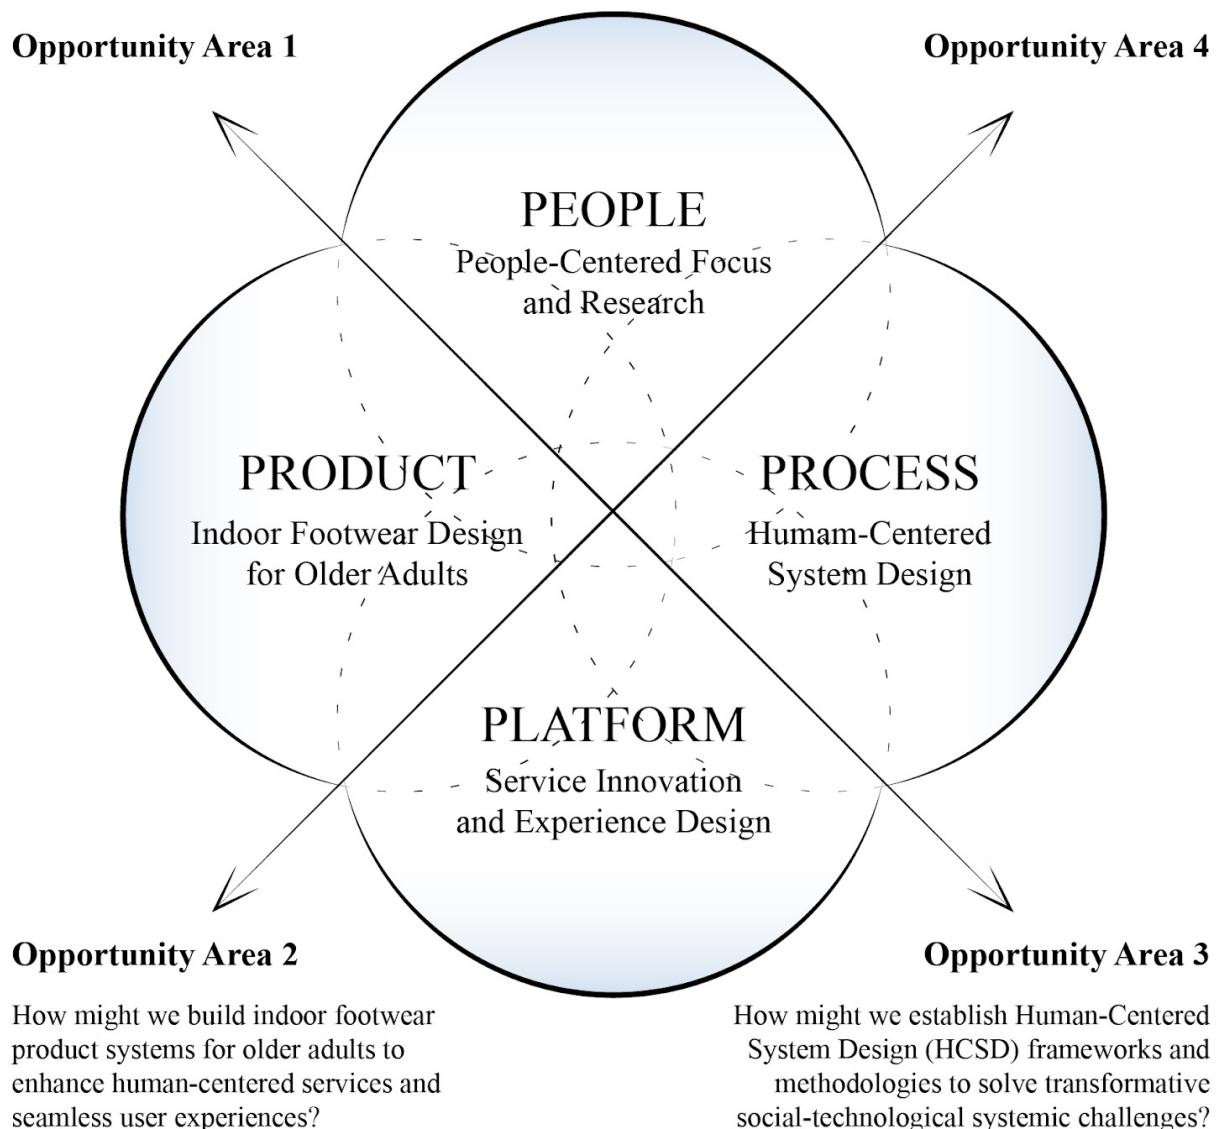 Opportunity Area 1
Opportunity Area 4
PEOPLE
People-Centered Focus
and Research
PRODUCT
Indoor Footwear Design
for Older Adults
PROCESS
Humam-Centered
System Design
PLATFORM
Service Innovation
and Experience Design
Opportunity Area 2
How might we build indoor footwear
product systems for older adults to
enhance human-centered services and
seamless user experiences?
Opportunity Area 3
How might we establish Human-Centered
System Design (HCSD) frameworks and
methodologies to solve transformative
social-technological systemic challenges?